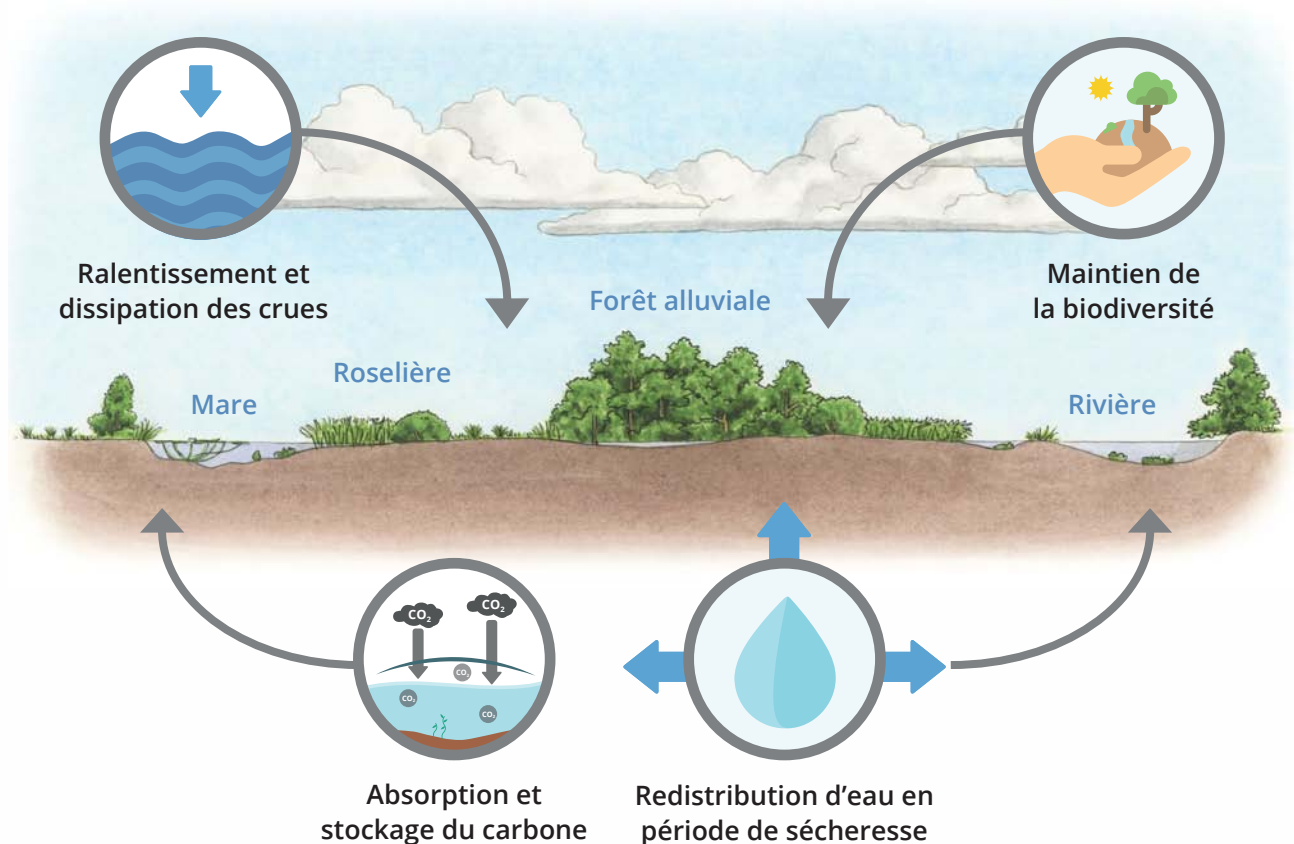 Ralentissement et
dissipation des crues
Maintien de
la biodiversité
Forêt alluviale
Roselière
Mare
Rivière
CO₂
CO₂
CO₂
CO₂
CO₂
Absorption et
stockage du carbone
Redistribution d’eau en
période de sécheresse